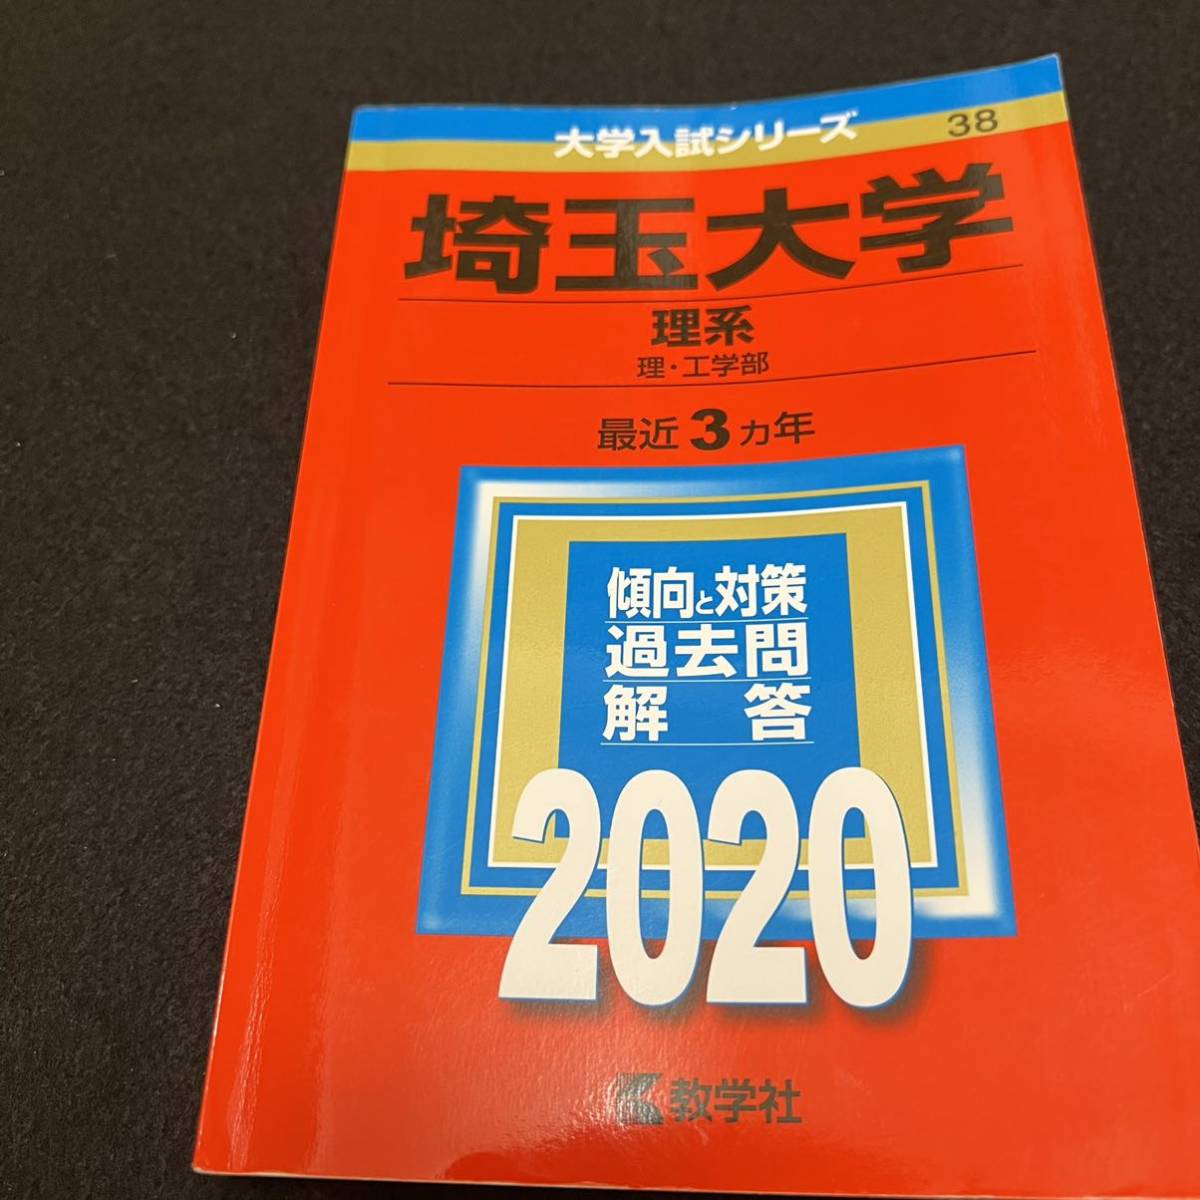 大学入試シリーズ 38
埼玉大学
理系
理・工学部
最近3カ年
傾向と対策
過去問
解答
2020
教学社